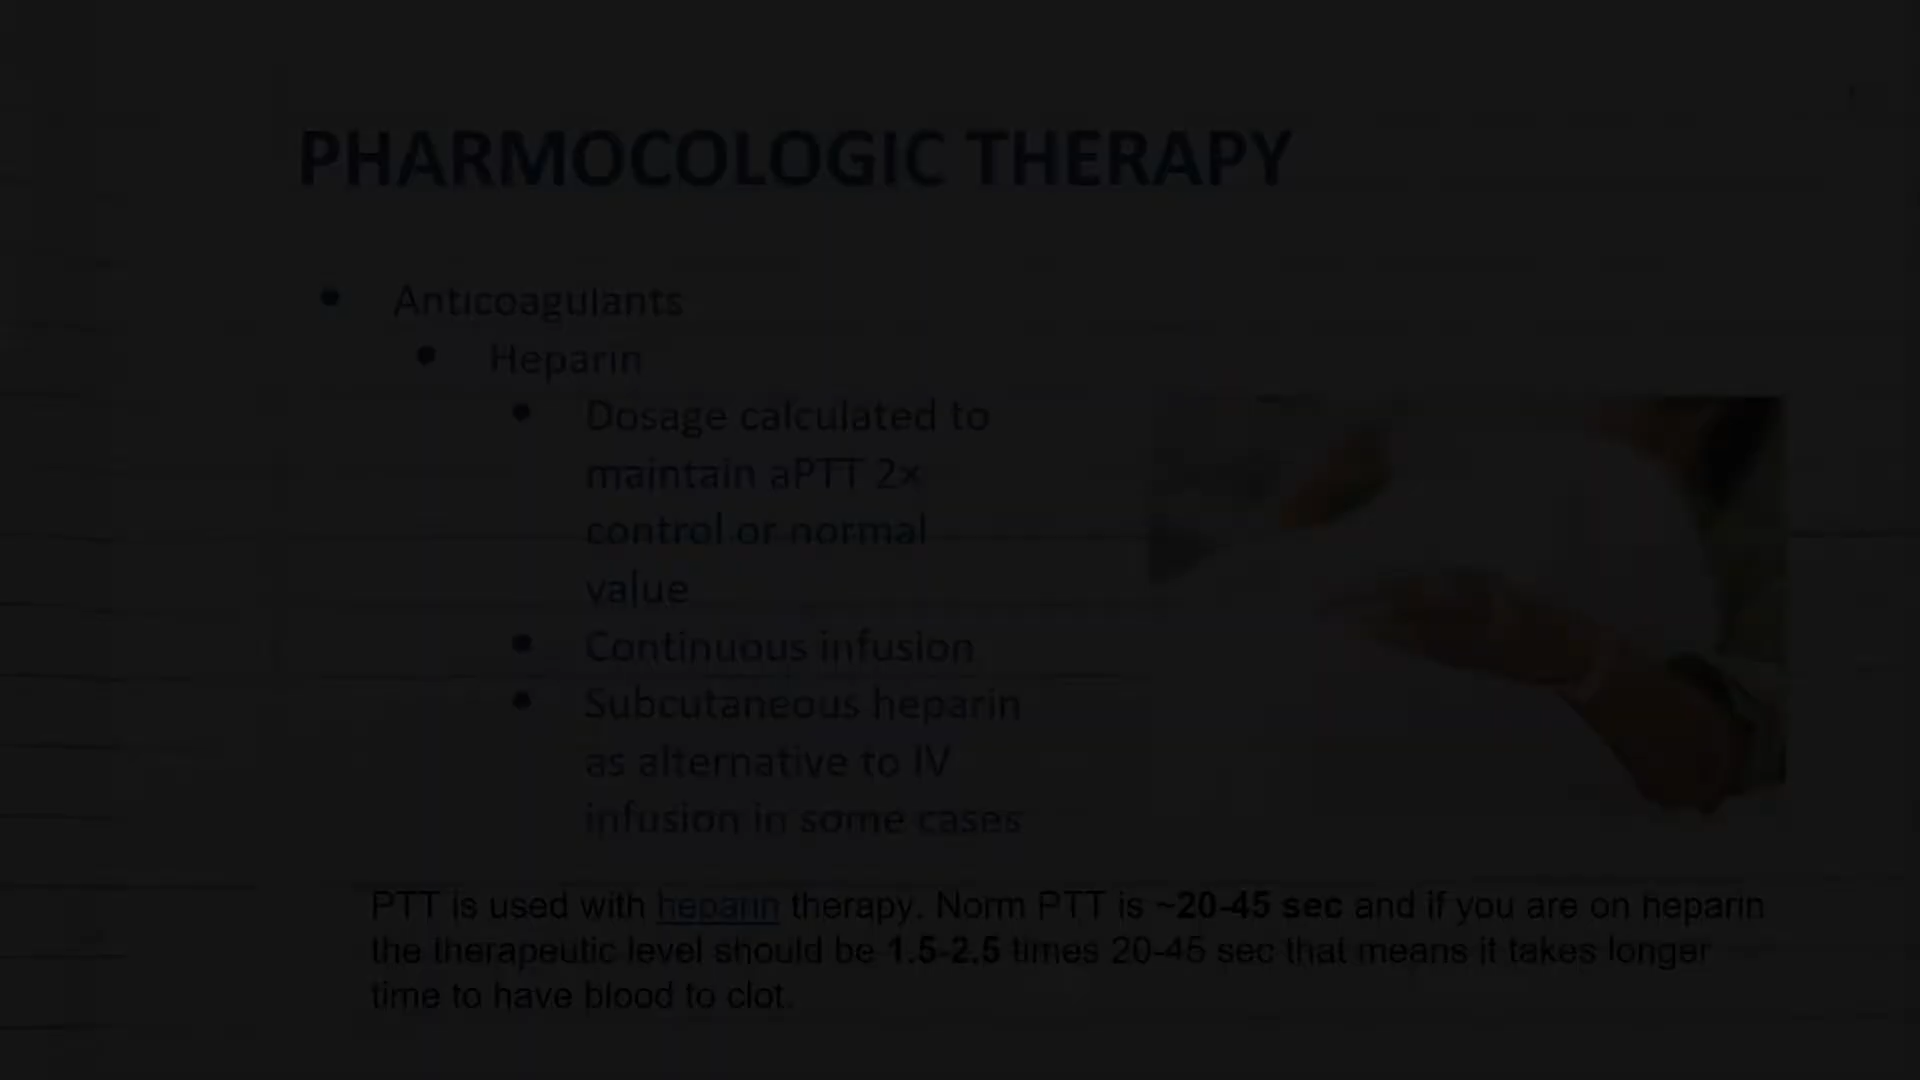 PHARMOCOLOGIC THERAPY
• Anticoagulants
• Heparin
• Dosage calculated to
maintain aPTT 2x
control or normal
value
• Continuous infusion
• Subcutaneous heparin
as alternative to IV
infusion in some cases
PTT is used with heparin therapy. Norm PTT is ~20-45 sec and if you are on heparin
the therapeutic level should be 1.5-2.5 times 20-45 sec that means it takes longer
time to have blood to clot.